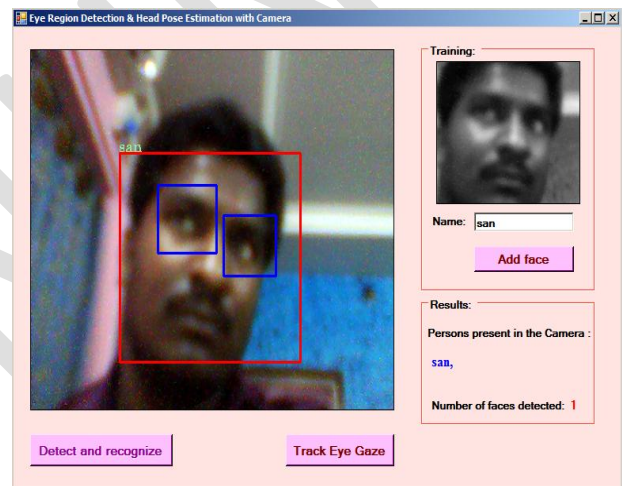 Eye Region Detection & Head Pose Estimation with Camera
san
Training:
Name: san
Add face
Results:
Persons present in the Camera :
san,
Number of faces detected: 1
Detect and recognize
Track Eye Gaze